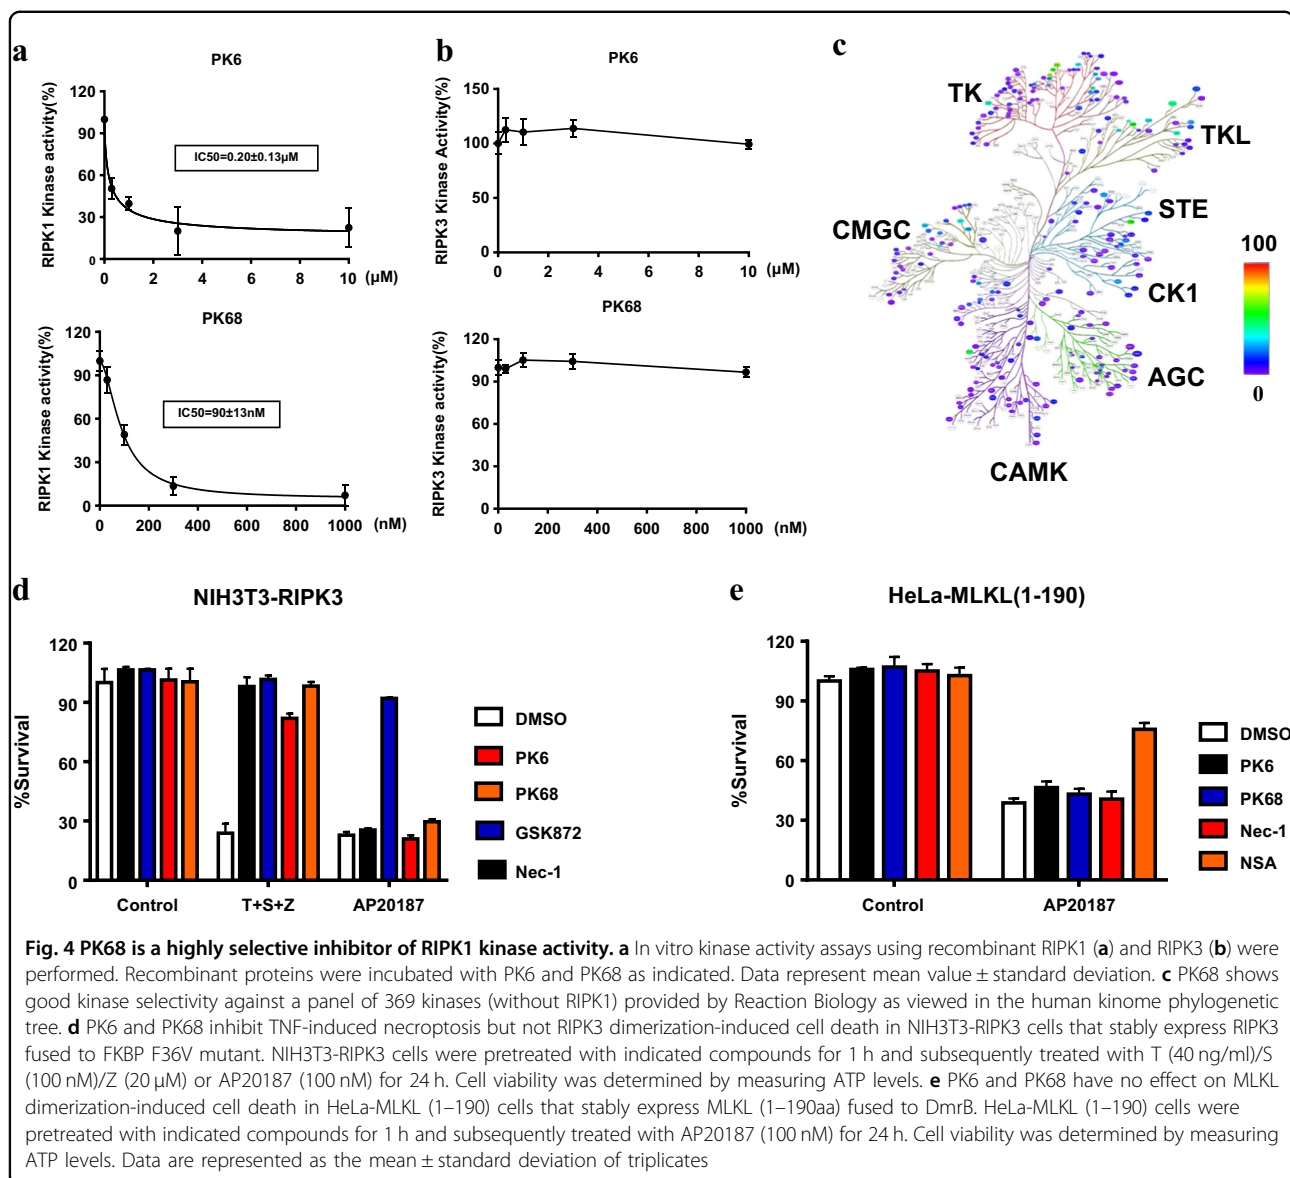 a
PK6
RIPK1 Kinase activity(%)
120
90
60
30
0
IC50=0.20±0.13µM
0 2 4 6 8 10 (µM)
PK68
RIPK1 Kinase activity(%)
120
90
60
30
0
IC50=90±13nM
0 200 400 600 800 1000 (nM)
b
PK6
RIPK3 Kinase Activity(%)
150
100
50
0
0 2 4 6 8 10 (µM)
PK68
RIPK3 Kinase Activity(%)
120
90
60
30
0
0 200 400 600 800 1000 (nM)
c
TK
TKL
STE
CMGC
CK1
AGC
CAMK
100
0
d
NIH3T3-RIPK3
%Survival
120
90
60
30
0
Control T+S+Z AP20187
DMSO
PK6
PK68
GSK872
Nec-1
e
HeLa-MLKL(1-190)
%Survival
120
90
60
30
0
Control AP20187
DMSO
PK6
PK68
Nec-1
NSA
Fig. 4 PK68 is a highly selective inhibitor of RIPK1 kinase activity. a In vitro kinase activity assays using recombinant RIPK1 (a) and RIPK3 (b) were
performed. Recombinant proteins were incubated with PK6 and PK68 as indicated. Data represent mean value ± standard deviation. c PK68 shows
good kinase selectivity against a panel of 369 kinases (without RIPK1) provided by Reaction Biology as viewed in the human kinome phylogenetic
tree. d PK6 and PK68 inhibit TNF-induced necroptosis but not RIPK3 dimerization-induced cell death in NIH3T3-RIPK3 cells that stably express RIPK3
fused to FKBP F36V mutant. NIH3T3-RIPK3 cells were pretreated with indicated compounds for 1 h and subsequently treated with T (40 ng/ml)/S
(100 nM)/Z (20 µM) or AP20187 (100 nM) for 24 h. Cell viability was determined by measuring ATP levels. e PK6 and PK68 have no effect on MLKL
dimerization-induced cell death in HeLa-MLKL (1–190) cells that stably express MLKL (1–190aa) fused to DmrB. HeLa-MLKL (1–190) cells were
pretreated with indicated compounds for 1 h and subsequently treated with AP20187 (100 nM) for 24 h. Cell viability was determined by measuring
ATP levels. Data are represented as the mean ± standard deviation of triplicates